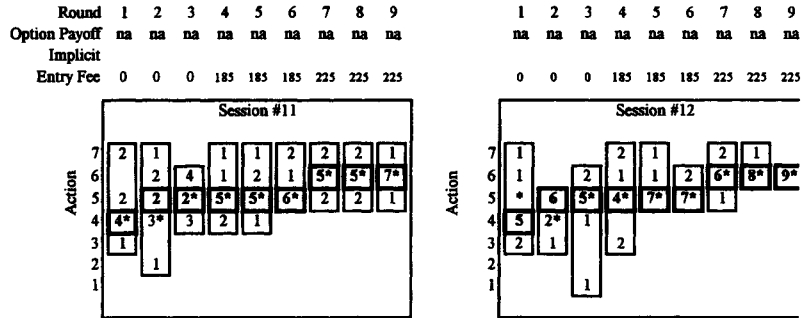 Round 1 2 3 4 5 6 7 8 9 1 2 3 4 5 6 7 8 9
Option Payoff na na na na na na na na na na na na na na na na na na
Implicit
Entry Fee 0 0 0 185 185 185 225 225 225 0 0 0 185 185 185 225 225 225
Session #11 Session #12
7 2 1 1 1 2 2 2 1 7 1 2 1 2 1
6 2 4 1 2 1 5* 5* 7* 6 1 2 1 1 2 6* 8* 9*
Action 5 2 2 2* 5* 5* 6* 2 2 1 Action 5 * 6 5* 4* 7* 7* 1
4 4* 3* 3 2 1 4 5 2* 1
3 1 3 2 1 2
2 1 2
1 1 1